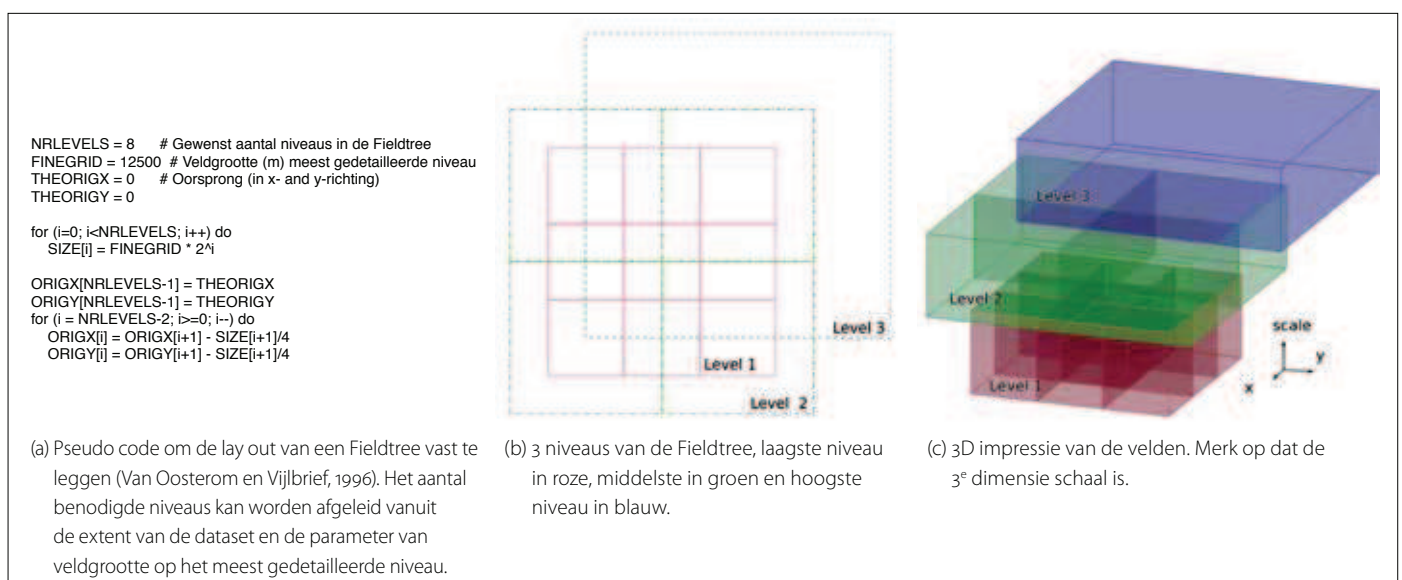 NRLEVELS = 8 # Gewenst aantal niveaus in de Fieldtree
FINEGRID = 12500 # Veldgrootte (m) meest gedetailleerde niveau
THEORIGX = 0 # Oorsprong (in x- and y-richting)
THEORIGY = 0
for (i=0; i<NRLEVELS; i++) do
SIZE[i] = FINEGRID * 2^i
ORIGX[NRLEVELS-1] = THEORIGX
ORIGY[NRLEVELS-1] = THEORIGY
for (i = NRLEVELS-2; i>=0; i--) do
ORIGX[i] = ORIGX[i+1] - SIZE[i+1]/4
ORIGY[i] = ORIGY[i+1] - SIZE[i+1]/4
(a) Pseudo code om de lay out van een Fieldtree vast te
leggen (Van Oosterom en Vijlbrief, 1996). Het aantal
benodigde niveaus kan worden afgeleid vanuit
de extent van de dataset en de parameter van
veldgrootte op het meest gedetailleerde niveau.
Level 3
Level 1
Level 2
(b) 3 niveaus van de Fieldtree, laagste niveau
in roze, middelste in groen en hoogste
niveau in blauw.
Level 3
Level 2
Level 1
scale
y
x
(c) 3D impressie van de velden. Merk op dat de
3e dimensie schaal is.